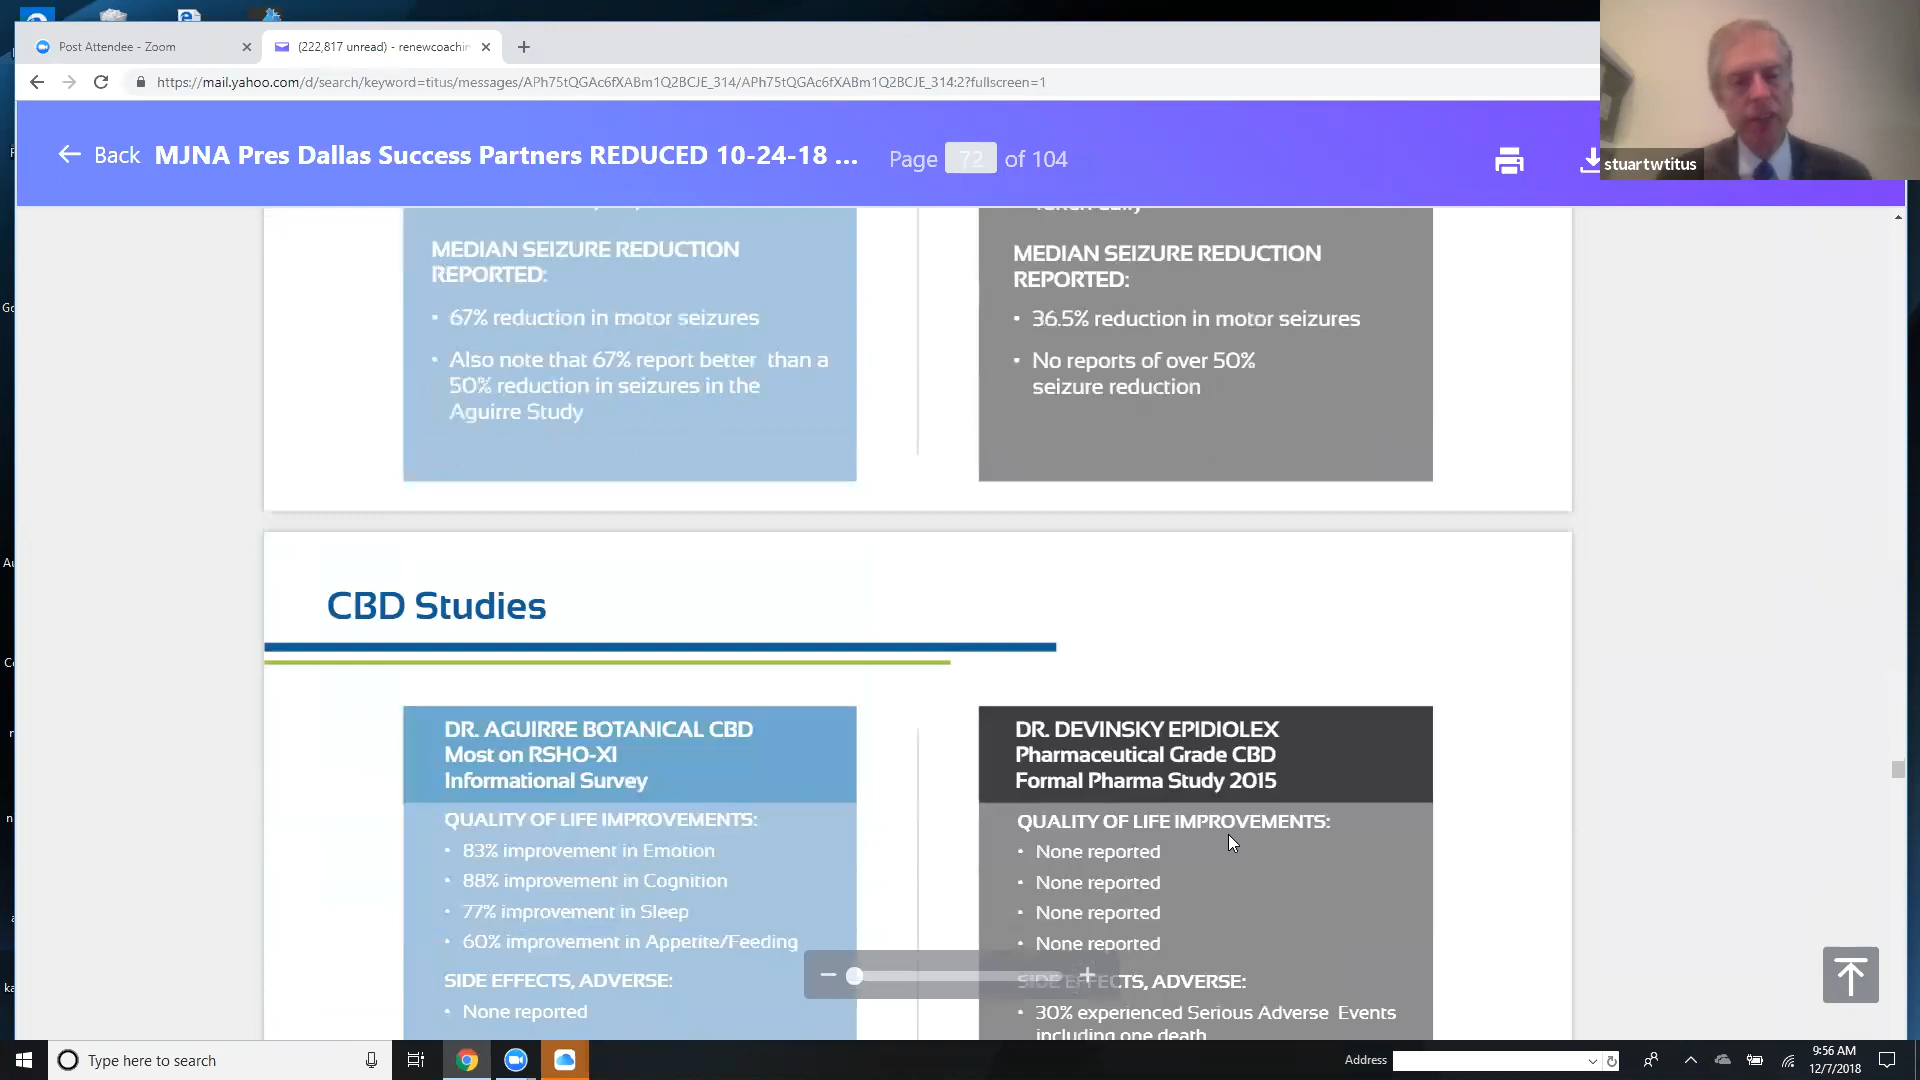 Post Attendee - Zoom
(222,817 unread) - renewcoachin
https://mail.yahoo.com/d/search/keyword=titus/messages/APh75tQGAc6fXABm1Q2BCJE_314/APh75tQGAc6fXABm1Q2BCJE_314:2?fullscreen=1
Back MJNA Pres Dallas Success Partners REDUCED 10-24-18 ... Page 72 of 104
stuartwtitus
MEDIAN SEIZURE REDUCTION
REPORTED:
• 67% reduction in motor seizures
• Also note that 67% report better than a
50% reduction in seizures in the
Aguirre Study
MEDIAN SEIZURE REDUCTION
REPORTED:
• 36.5% reduction in motor seizures
• No reports of over 50%
seizure reduction
CBD Studies
DR. AGUIRRE BOTANICAL CBD
Most on RSHO-XI
Informational Survey
QUALITY OF LIFE IMPROVEMENTS:
• 83% improvement in Emotion
• 88% improvement in Cognition
• 77% improvement in Sleep
• 60% improvement in Appetite/Feeding
SIDE EFFECTS, ADVERSE:
• None reported
DR. DEVINSKY EPIDIOLEX
Pharmaceutical Grade CBD
Formal Pharma Study 2015
QUALITY OF LIFE IMPROVEMENTS:
• None reported
• None reported
• None reported
• None reported
SIDE EFFECTS, ADVERSE:
• 30% experienced Serious Adverse Events
including one death
Type here to search
Address
9:56 AM
12/7/2018